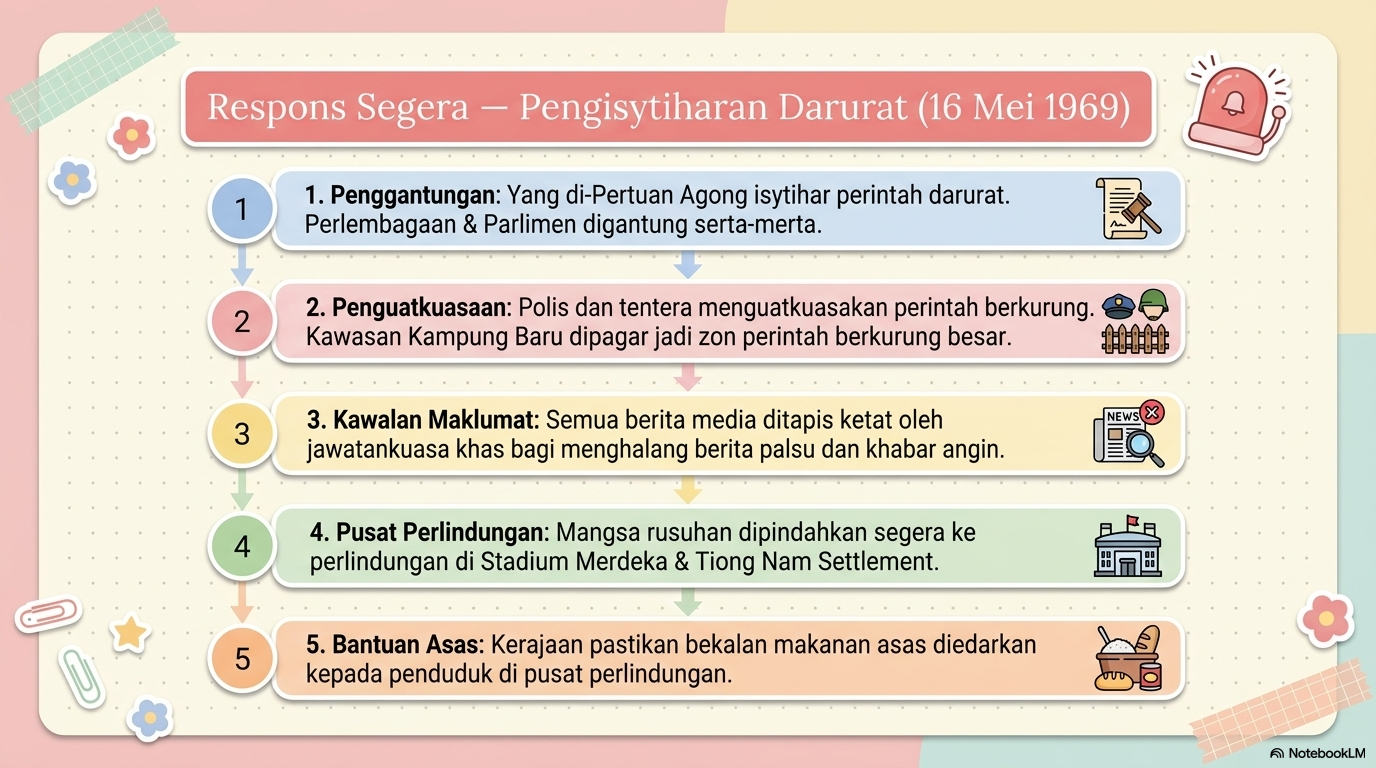 Respons Segera — Pengisytiharan Darurat (16 Mei 1969)
1
1. Penggantungan: Yang di-Pertuan Agong isytihar perintah darurat.
Perlembagaan & Parlimen digantung serta-merta.
2
2. Penguatkuasaan: Polis dan tentera menguatkuasakan perintah berkurung.
Kawasan Kampung Baru dipagar jadi zon perintah berkurung besar.
3
3. Kawalan Maklumat: Semua berita media ditapis ketat oleh
jawatankuasa khas bagi menghalang berita palsu dan khabar angin.
NEWS
4
4. Pusat Perlindungan: Mangsa rusuhan dipindahkan segera ke
perlindungan di Stadium Merdeka & Tiong Nam Settlement.
5
5. Bantuan Asas: Kerajaan pastikan bekalan makanan asas diedarkan
kepada penduduk di pusat perlindungan.
NotebookLM